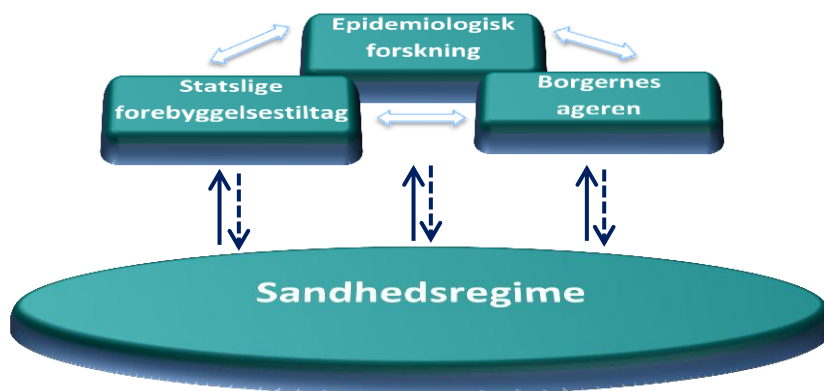 Epidemiologisk
forskning
Statslige
forebyggelsestiltag
Borgernes
ageren
Sandhedsregime